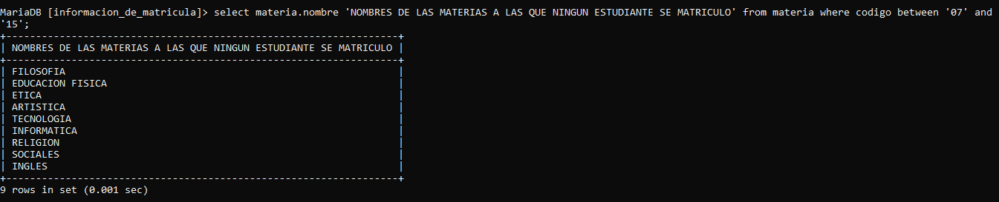 MariaDB [informacion_de_matricula]> select materia.nombre 'NOMBRES DE LAS MATERIAS A LAS QUE NINGUN ESTUDIANTE SE MATRICULO' from materia where codigo between '07' and
'15';
+------------------------------------------------------------------+
| NOMBRES DE LAS MATERIAS A LAS QUE NINGUN ESTUDIANTE SE MATRICULO |
+------------------------------------------------------------------+
| FILOSOFIA                                                        |
| EDUCACION FISICA                                                 |
| ETICA                                                            |
| ARTISTICA                                                        |
| TECNOLOGIA                                                       |
| INFORMATICA                                                      |
| RELIGION                                                         |
| SOCIALES                                                         |
| INGLES                                                           |
+------------------------------------------------------------------+
9 rows in set (0.001 sec)